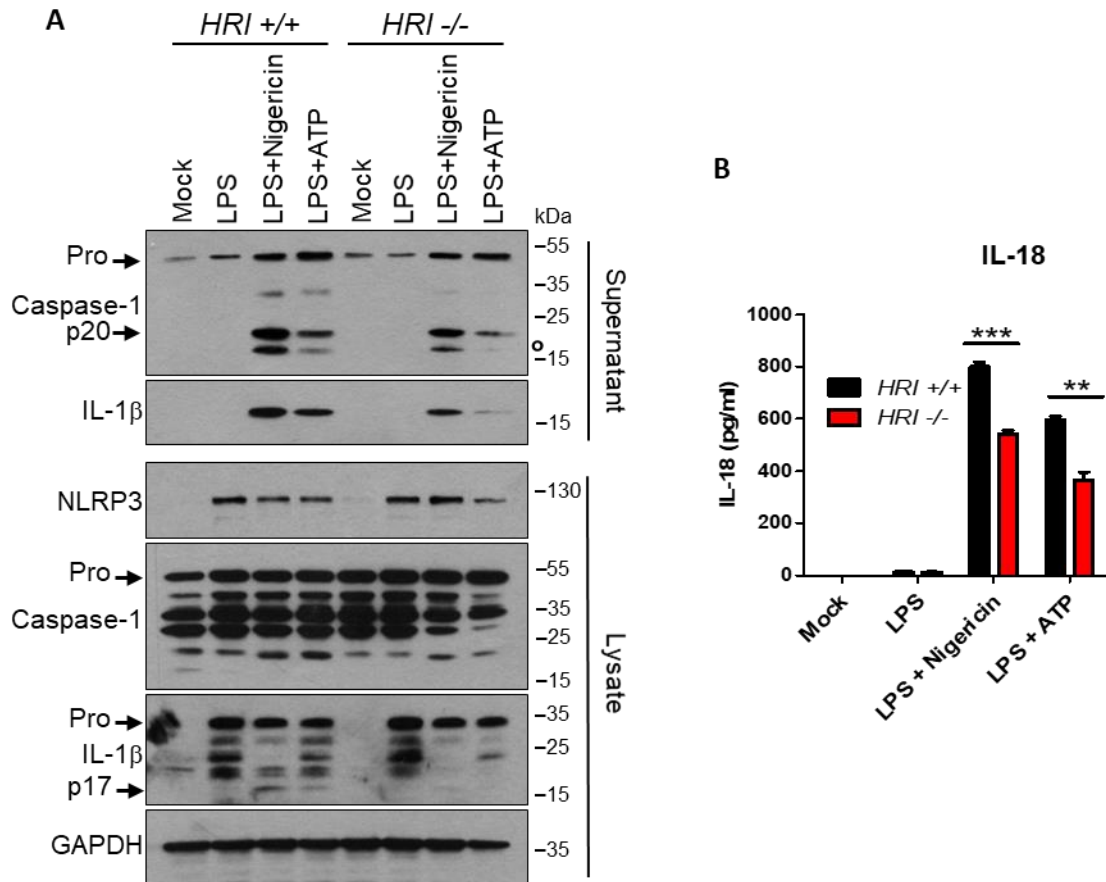 A
HRI +/+ HRI -/-
Mock LPS LPS+Nigericin LPS+ATP Mock LPS LPS+Nigericin LPS+ATP
kDa
Pro –55
–35
Caspase-1 –25
p20
o
–15
IL-1β –15
Supernatant
NLRP3 –130
Pro –55
Caspase-1 –35
–25
–15
Pro –35
IL-1β –25
p17 –15
GAPDH –35
Lysate
B
IL-18
IL-18 (pg/ml)
1000
800
600
400
200
0
*** **
HRI +/+
HRI -/-
Mock LPS LPS + Nigericin LPS + ATP